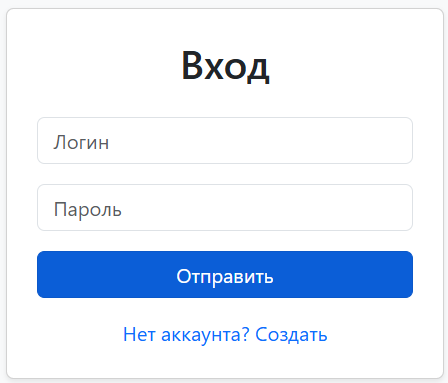 Вход
Логин
Пароль
Отправить
Нет аккаунта? Создать